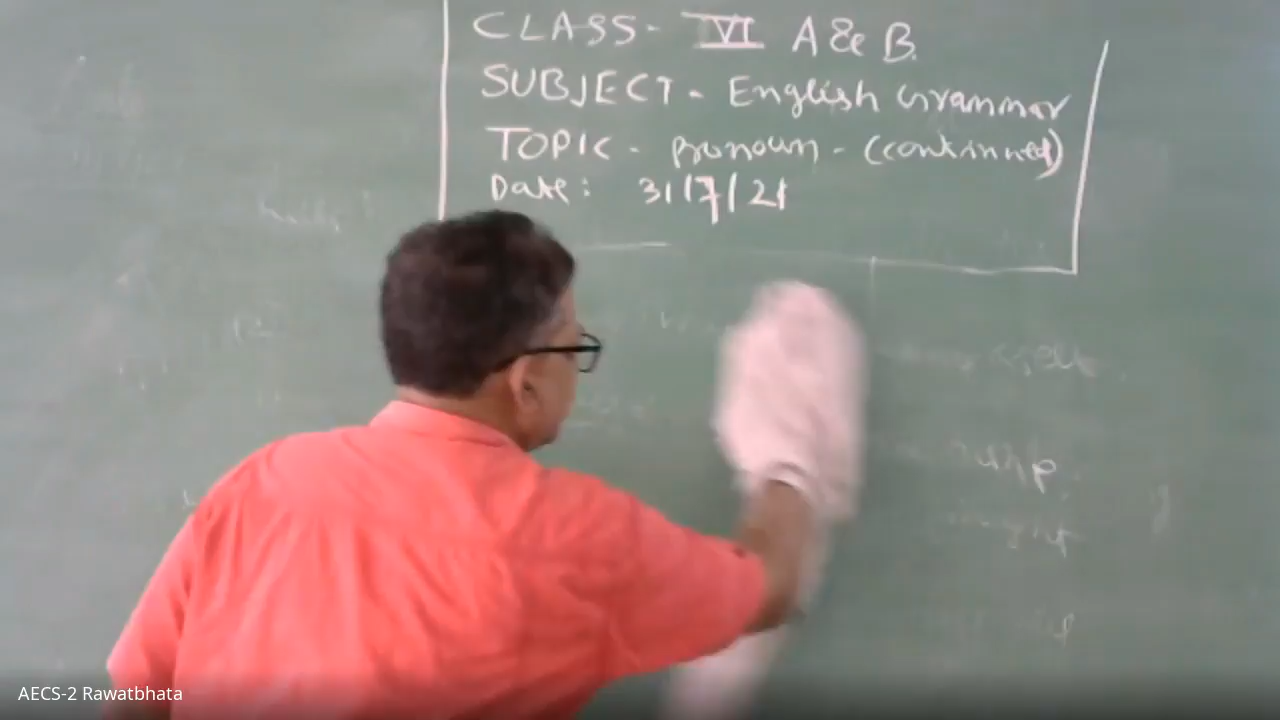 CLASS - VI A & B.
SUBJECT - English Grammar
TOPIC - Pronoun - (continued)
Date: 31/7/21
AECS-2 Rawatbhata